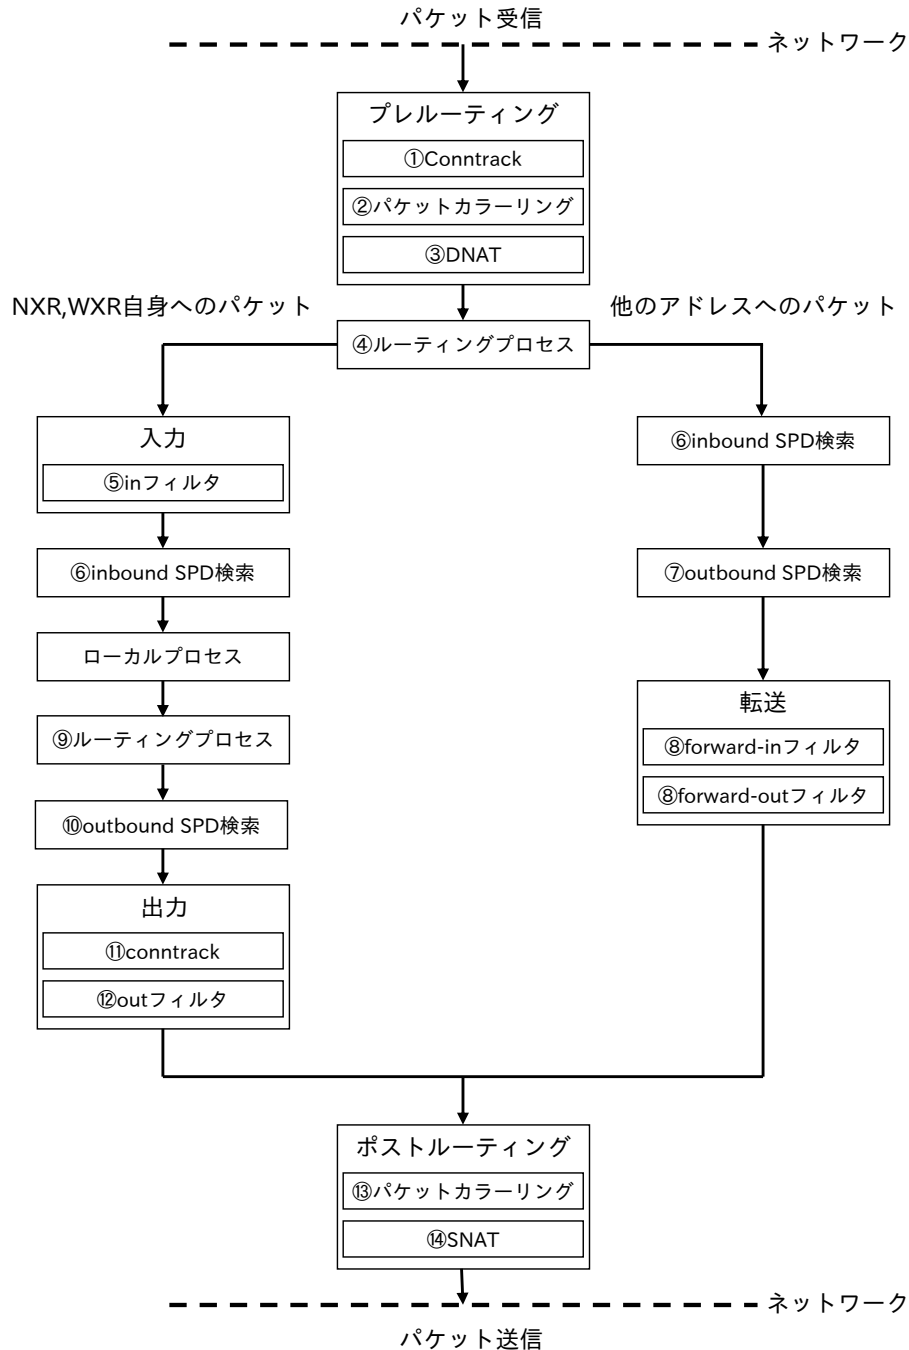 パケット受信
ネットワーク
プレルーティング
①Conntrack
②パケットカラーリング
③DNAT
NXR,WXR自身へのパケット
他のアドレスへのパケット
④ルーティングプロセス
入力
⑤inフィルタ
⑥inbound SPD検索
ローカルプロセス
⑨ルーティングプロセス
⑩outbound SPD検索
出力
⑪conntrack
⑫outフィルタ
⑥inbound SPD検索
⑦outbound SPD検索
転送
⑧forward-inフィルタ
⑧forward-outフィルタ
ポストルーティング
⑬パケットカラーリング
⑭SNAT
ネットワーク
パケット送信